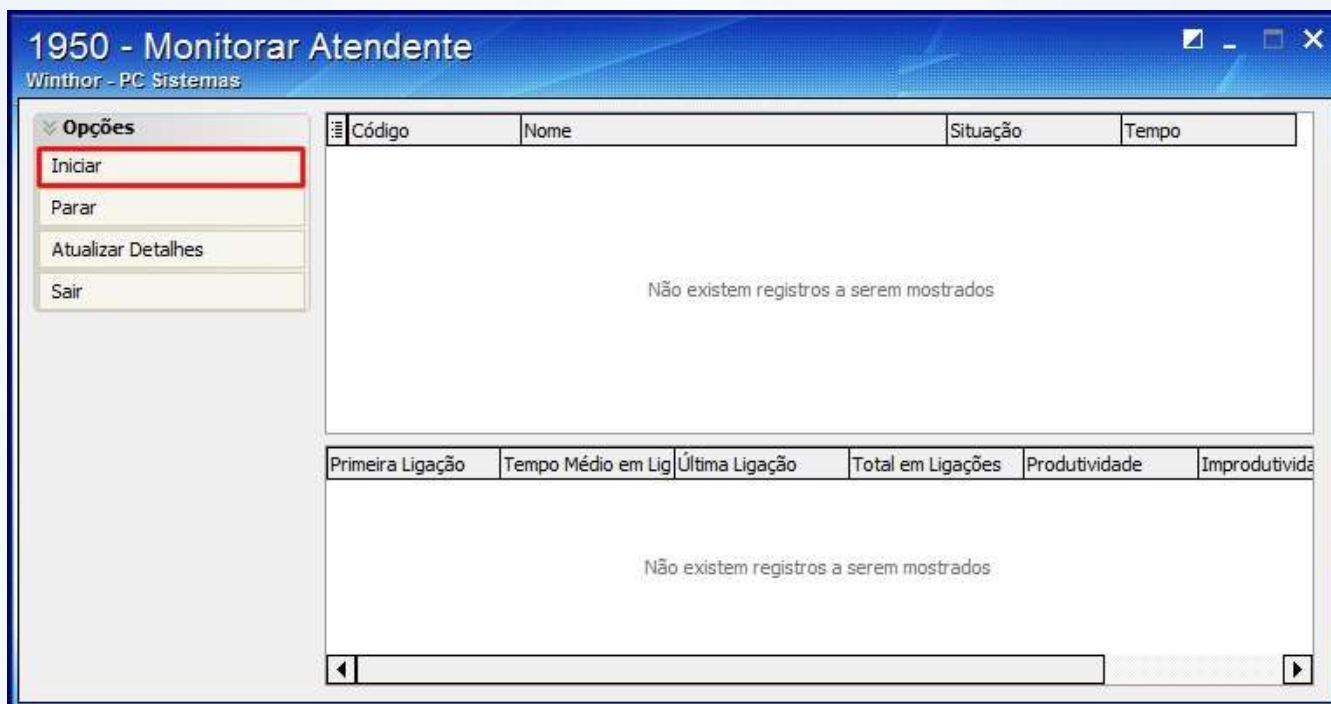 1950 - Monitorar Atendente
Winthor - PC Sistemas
Opções
Iniciar
Parar
Atualizar Detalhes
Sair
Código Nome Situação Tempo
Não existem registros a serem mostrados
Primeira Ligação Tempo Médio em Lig Última Ligação Total em Ligações Produtividade Improdutivida
Não existem registros a serem mostrados